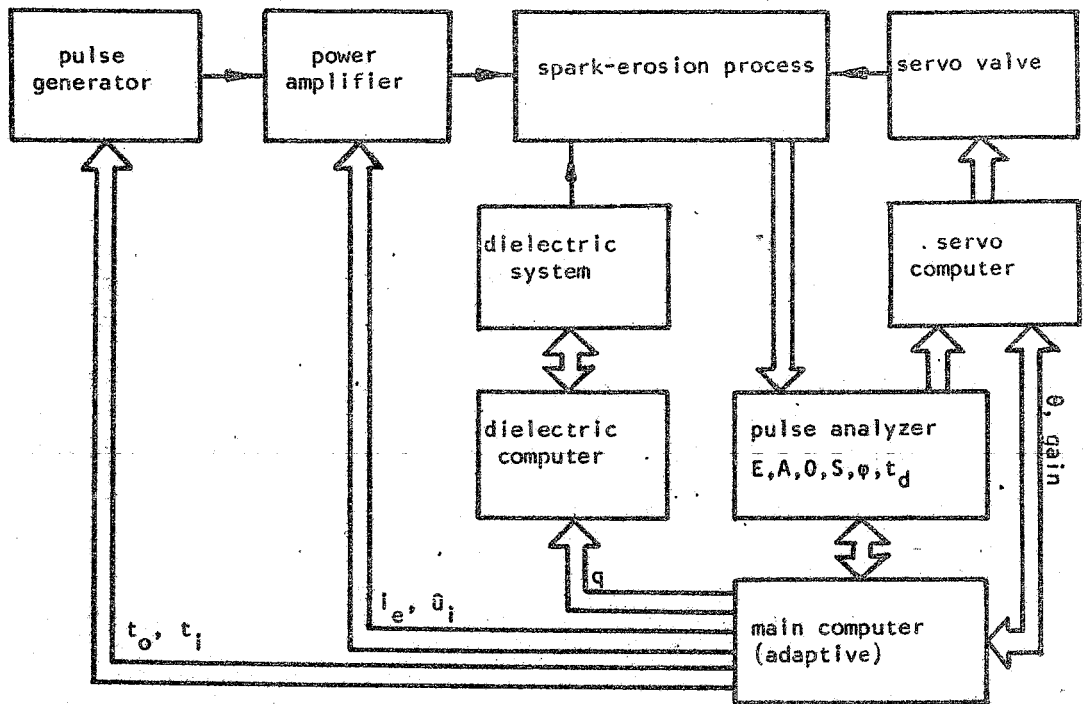 pulse
generator
power
amplifier
spark-erosion process
servo valve
dielectric
system
servo
computer
dielectric
computer
pulse analyzer
E,A,O,S,φ,t_d
θ, gain
q
i_e, û_i
t_o, t_i
main computer
(adaptive)